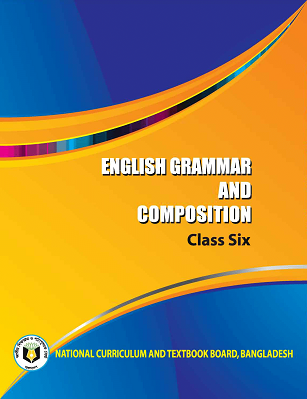 ENGLISH GRAMMAR
AND
COMPOSITION
Class Six
NATIONAL CURRICULUM AND TEXTBOOK BOARD, BANGLADESH